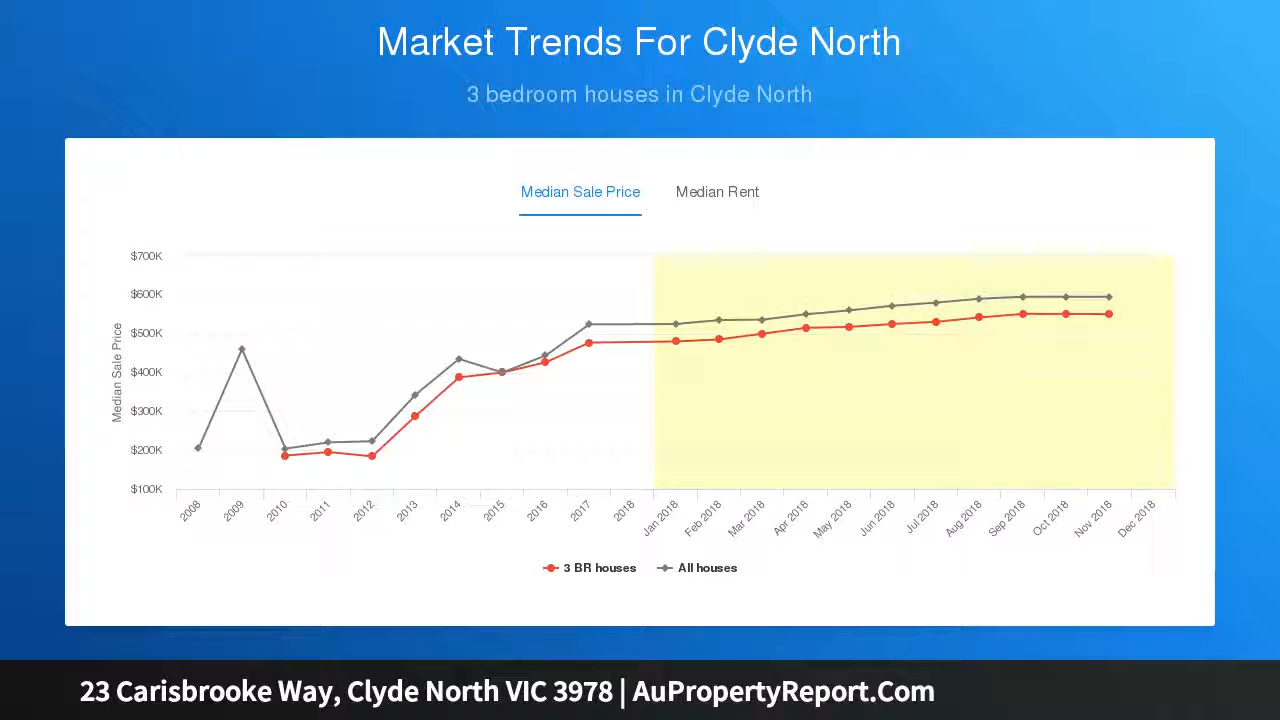 Market Trends For Clyde North
3 bedroom houses in Clyde North
Median Sale Price Median Rent
$700K
$600K
$500K
$400K
$300K
$200K
$100K
Median Sale Price
2008 2009 2010 2011 2012 2013 2014 2015 2016 2017 2018 Jan 2018 Feb 2018 Mar 2018 Apr 2018 May 2018 Jun 2018 Jul 2018 Aug 2018 Sep 2018 Oct 2018 Nov 2018 Dec 2018
3 BR houses All houses
23 Carisbrooke Way, Clyde North VIC 3978 | AuPropertyReport.Com